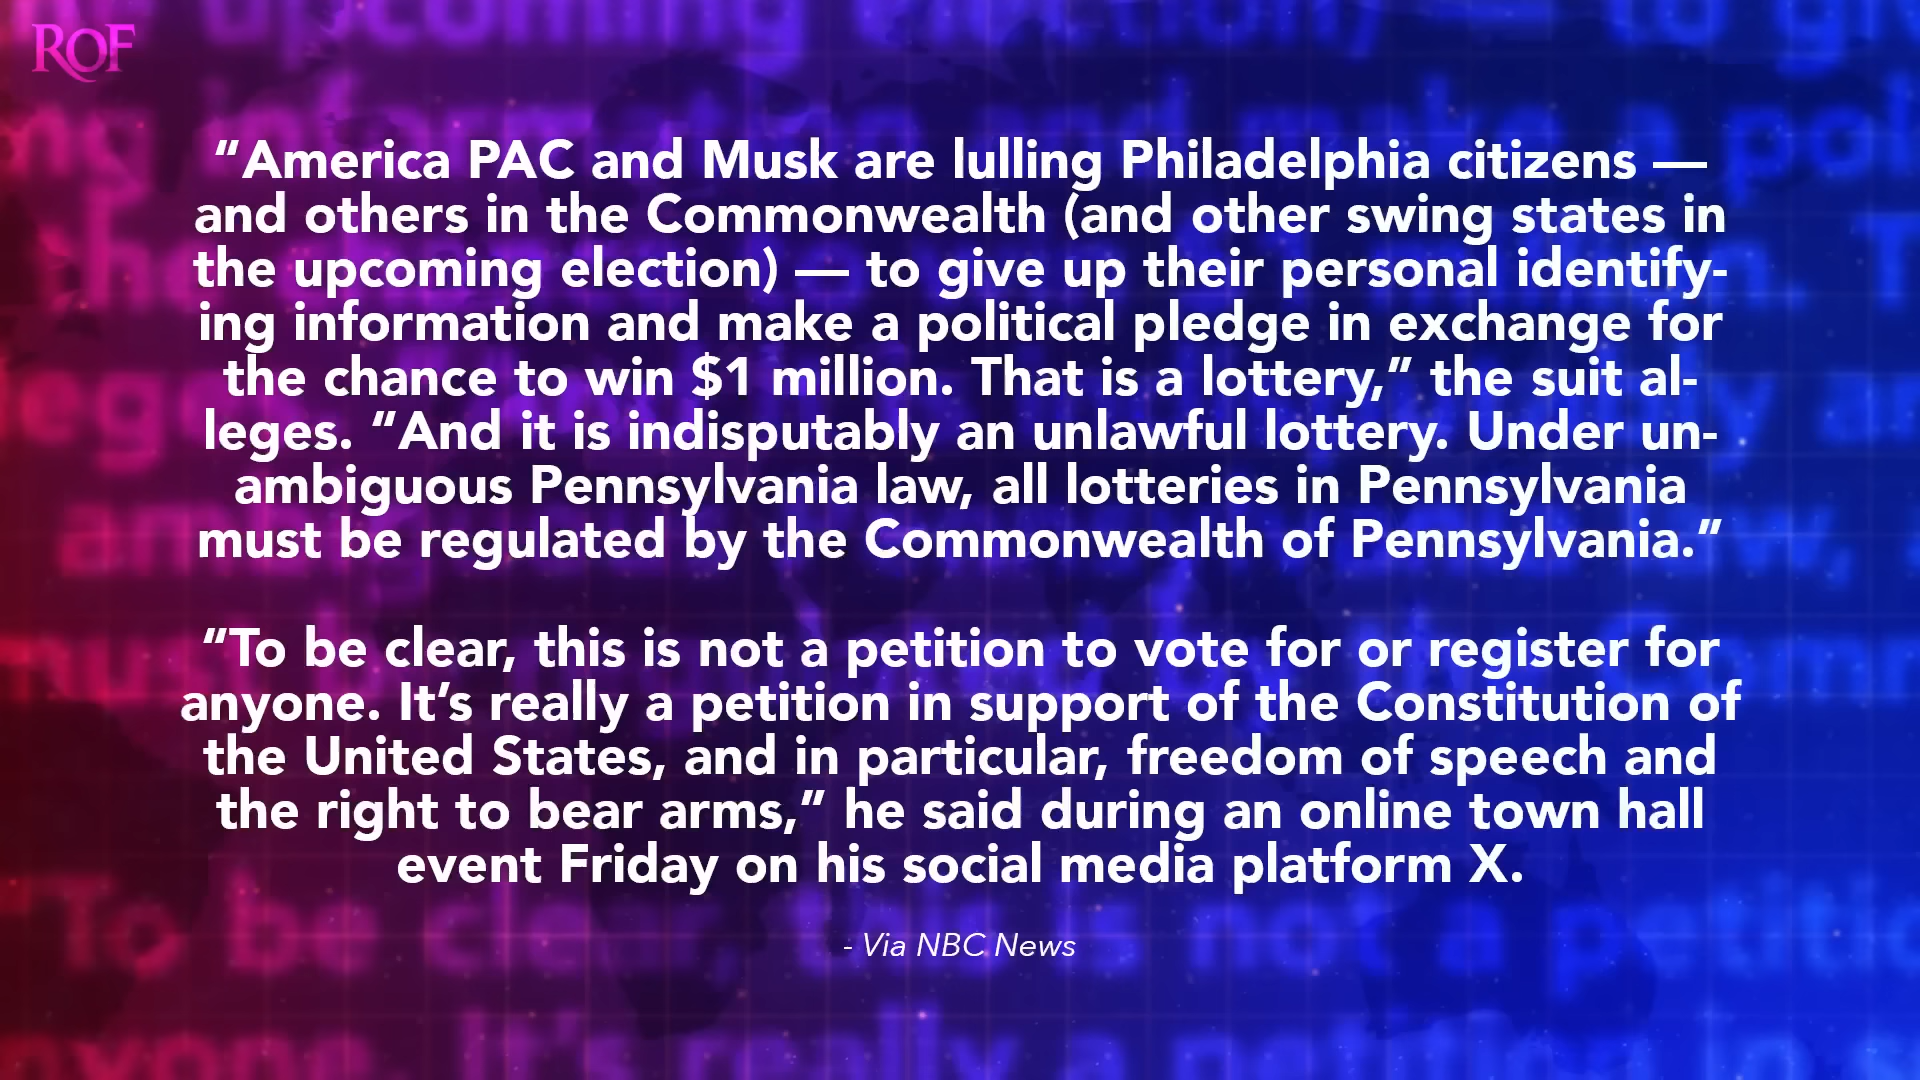 ROF
“America PAC and Musk are lulling Philadelphia citizens —
and others in the Commonwealth (and other swing states in
the upcoming election) — to give up their personal identify-
ing information and make a political pledge in exchange for
the chance to win $1 million. That is a lottery,” the suit al-
leges. “And it is indisputably an unlawful lottery. Under un-
ambiguous Pennsylvania law, all lotteries in Pennsylvania
must be regulated by the Commonwealth of Pennsylvania.”
“To be clear, this is not a petition to vote for or register for
anyone. It’s really a petition in support of the Constitution of
the United States, and in particular, freedom of speech and
the right to bear arms,” he said during an online town hall
event Friday on his social media platform X.
- Via NBC News